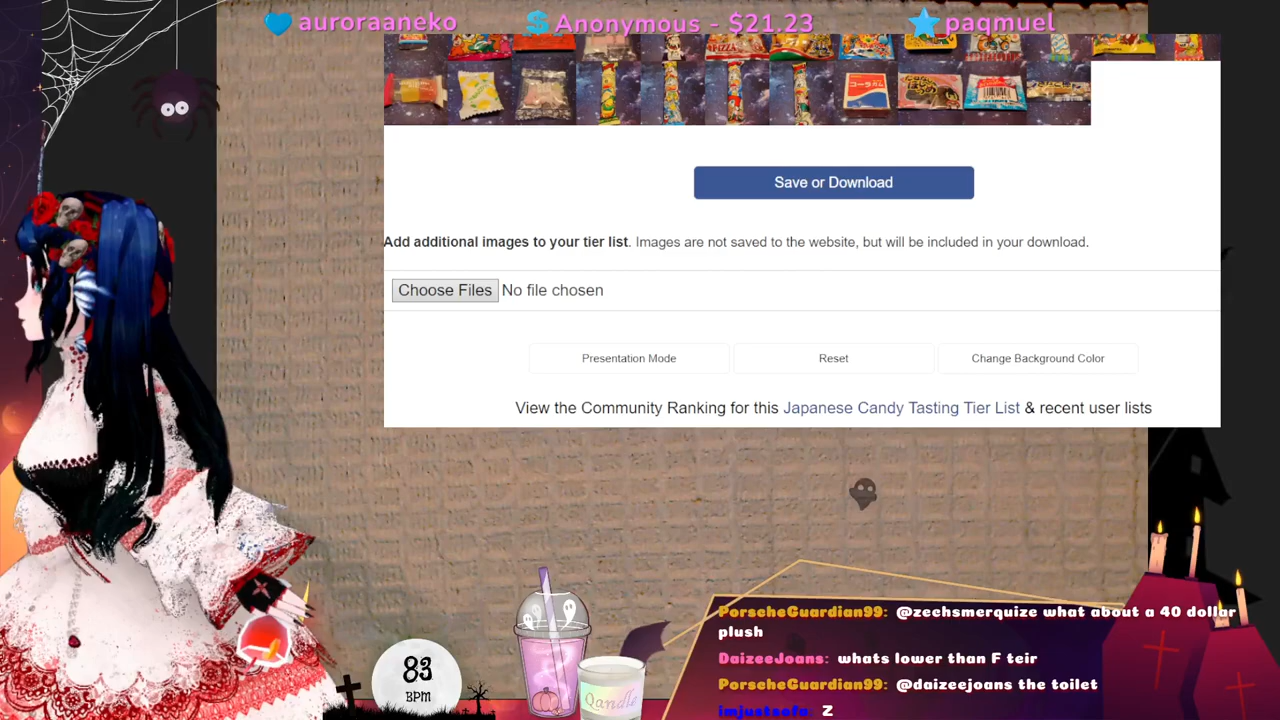 auroraaneko
Anonymous - $21.23
paqmuel
Save or Download
Add additional images to your tier list. Images are not saved to the website, but will be included in your download.
Choose Files No file chosen
Presentation Mode
Reset
Change Background Color
View the Community Ranking for this Japanese Candy Tasting Tier List & recent user lists
83
BPM
Qandle
PorscheGuardian99: @zechsmerquize what about a 40 dollar
plush
DaizeeJoans: whats lower than F teir
PorscheGuardian99: @daizeejoans the toilet
imjustsofa: Z